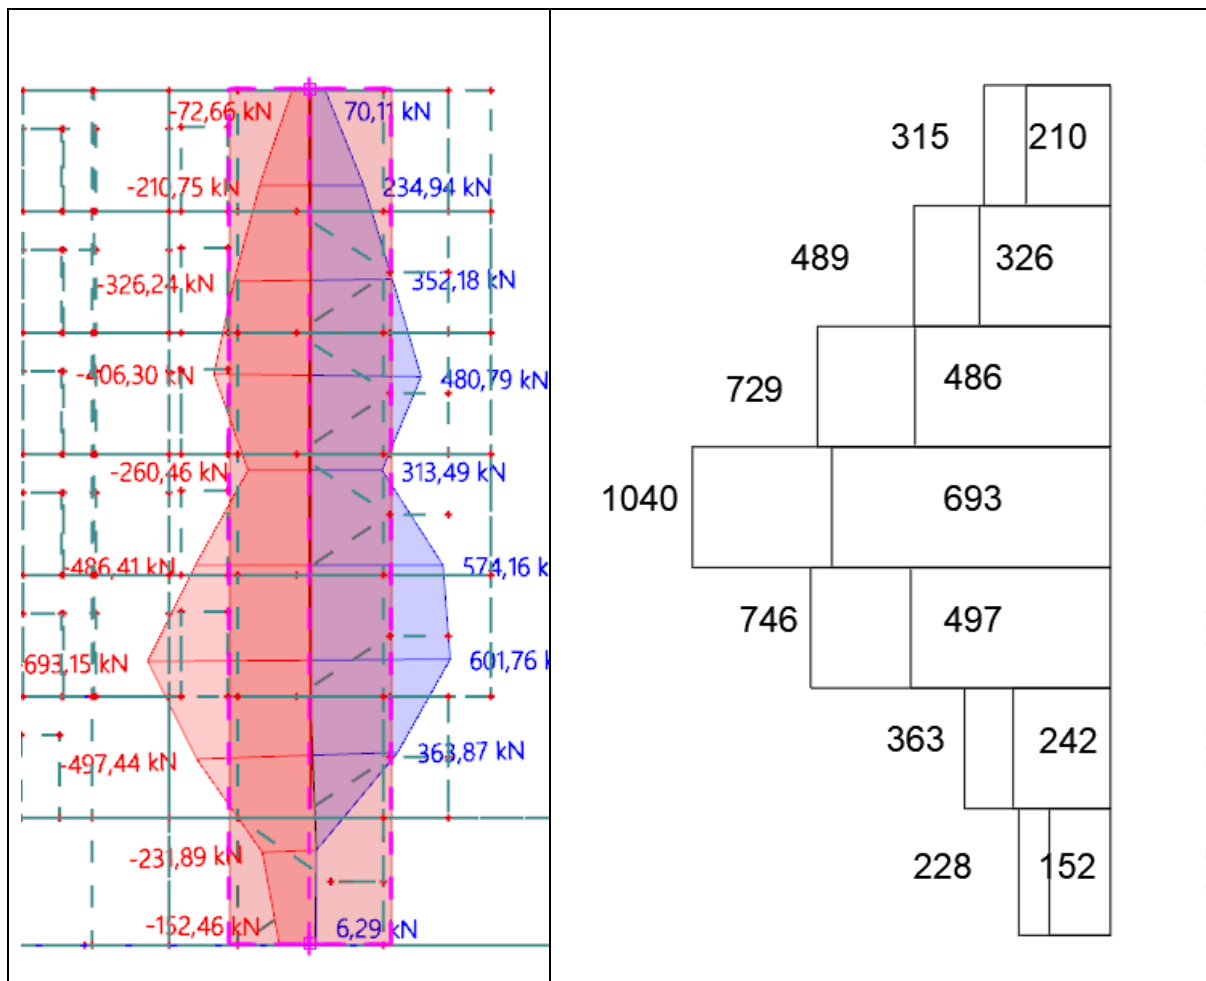 -72,66 kN 70,11 kN
-210,75 kN 234,94 kN
-326,24 kN 352,18 kN
-406,30 kN 480,79 kN
-260,46 kN 313,49 kN
-486,41 kN 574,16 k
693,15 kN 601,76 k
-497,44 kN 363,87 kN
-231,89 kN
-152,46 kN 6,29 kN
315 210
489 326
729 486
1040 693
746 497
363 242
228 152